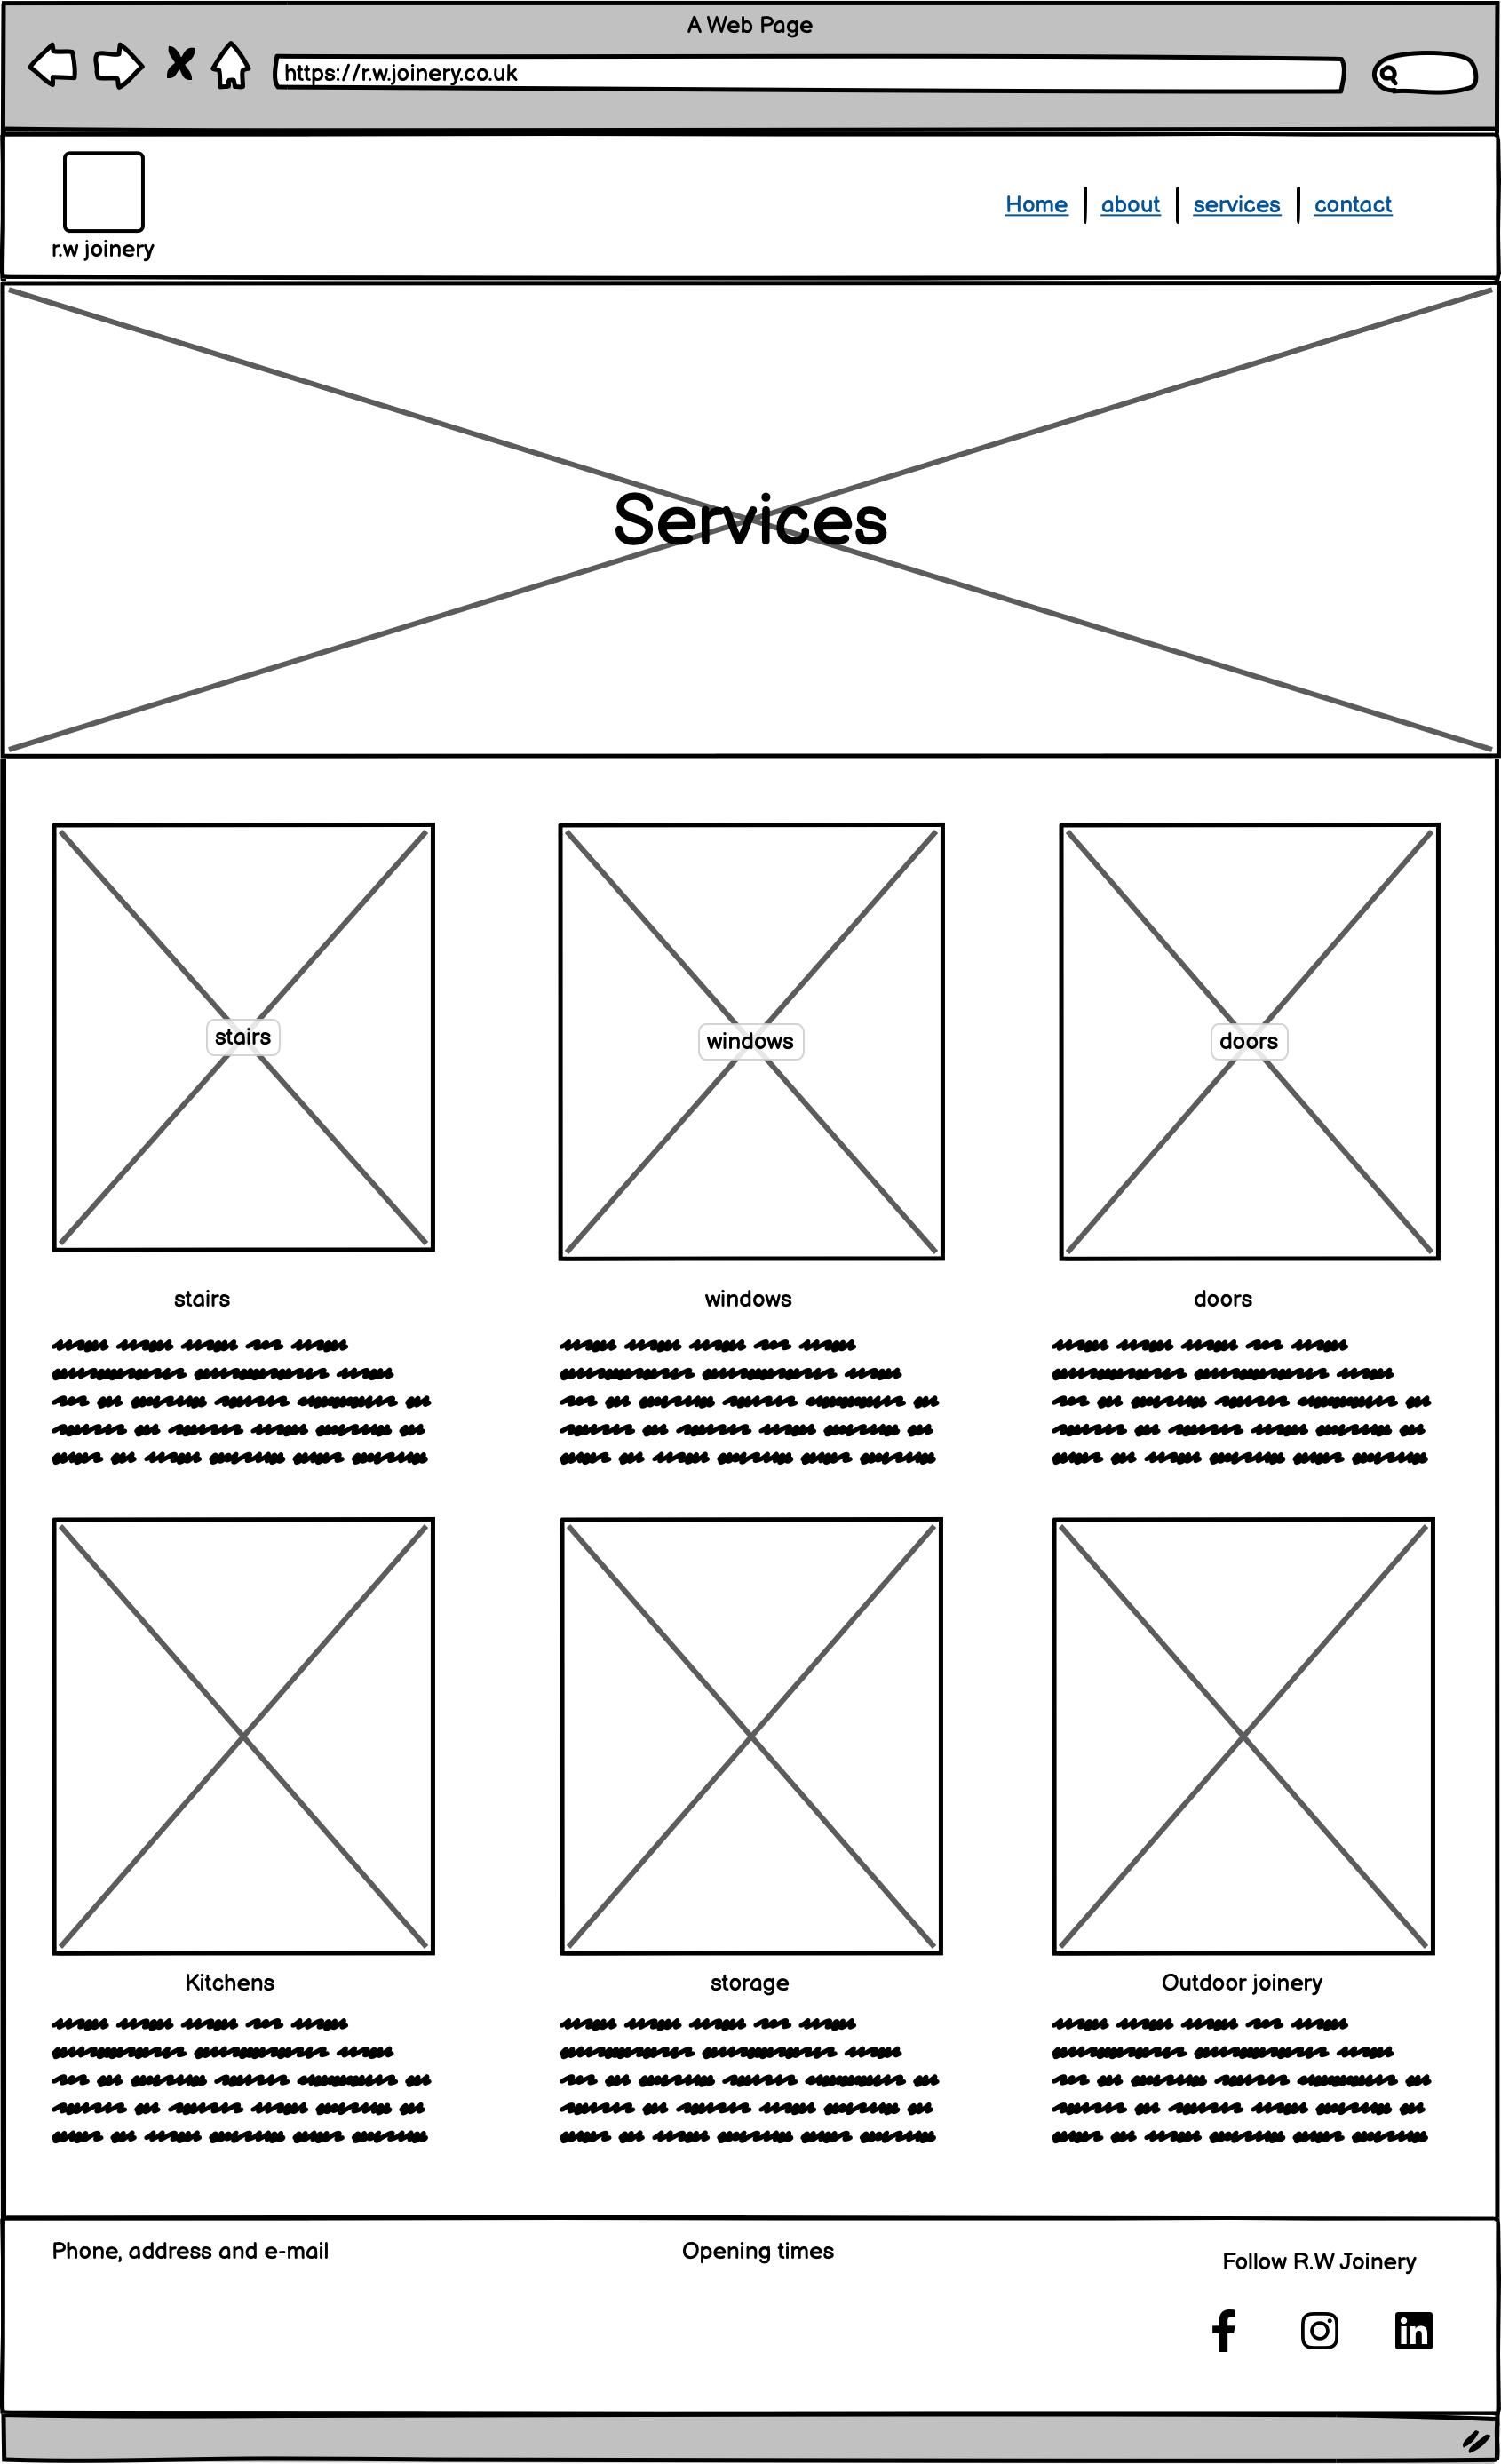 A Web Page
https://r.w.joinery.co.uk
r.w joinery
Home about services contact
Services
stairs
windows
doors
stairs
windows
doors
Kitchens
storage
Outdoor joinery
Phone, address and e-mail
Opening times
Follow R.W Joinery